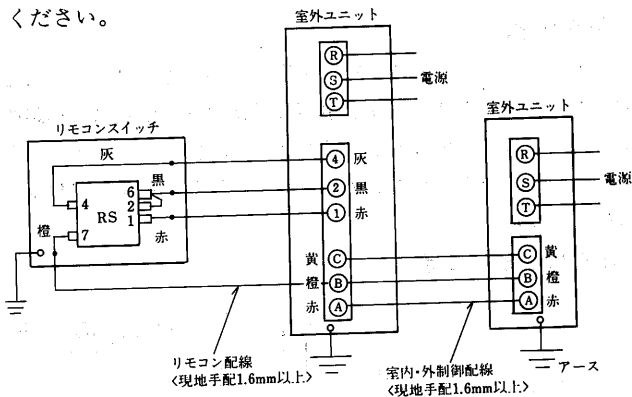 ください。
室外ユニット
R
S
電源
T
室外ユニット
リモコンスイッチ
R
灰
4
灰
S
電源
黒
6
2
黒
T
4
2
RS
1
1
赤
橙
7
赤
黄
C
C
黄
橙
B
B
橙
赤
A
A
赤
リモコン配線
〈現地手配1.6mm以上〉
室内・外制御配線
〈現地手配1.6mm以上〉
アース